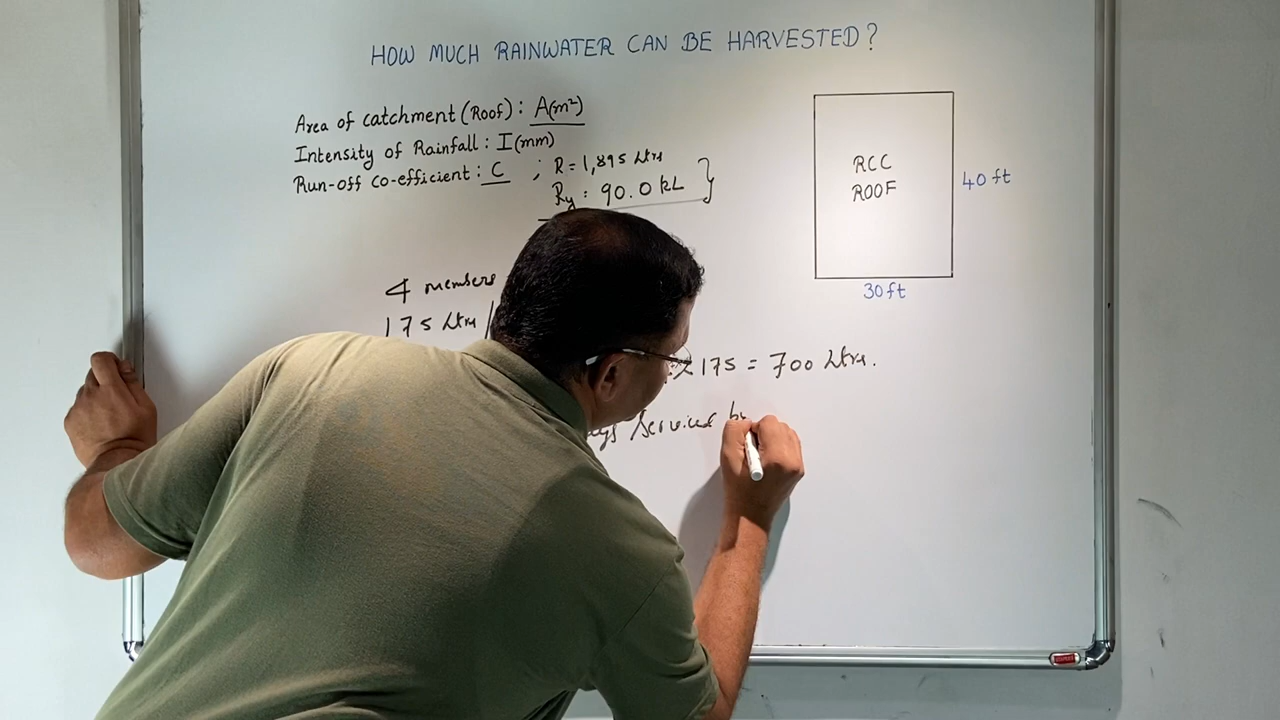 HOW MUCH RAINWATER CAN BE HARVESTED?
Area of catchment (Roof) : A(m²)
Intensity of Rainfall : I(mm)
Run-off co-efficient : C ; R = 1,895 Ltrs
Ry : 90.0 kL
RCC
ROOF
40 ft
30 ft
4 members
175 Ltrs /
175 = 700 Ltrs.
Serviced by